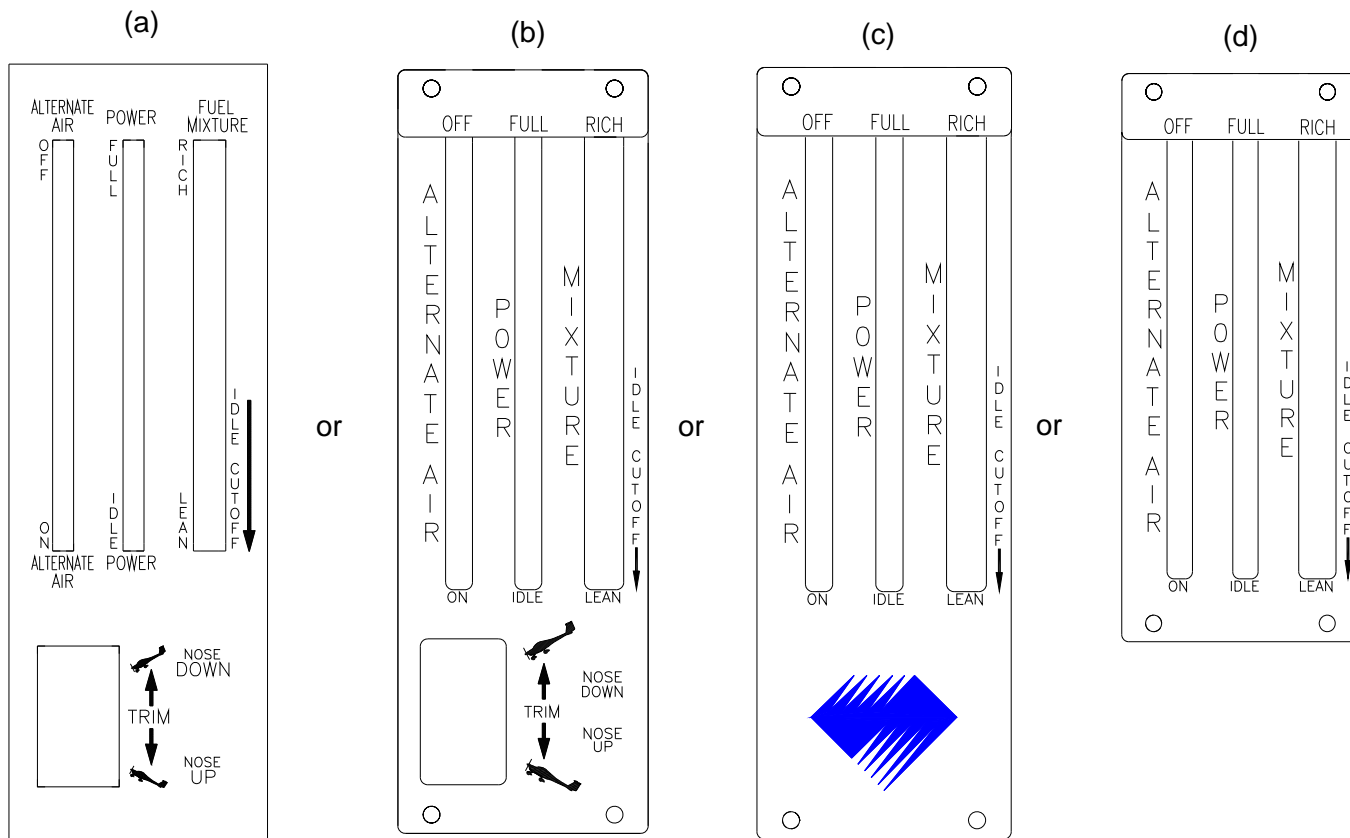 (a)
ALTERNATE AIR
POWER
FUEL MIXTURE
OFF
FULL
RICH
ON
IDLE
LEAN
IDLE CUTOFF
ALTERNATE AIR
POWER
NOSE DOWN
TRIM
NOSE UP
or
(b)
OFF FULL RICH
ALTERNATE AIR
POWER
MIXTURE
IDLE CUTOFF
ON IDLE LEAN
NOSE DOWN
TRIM
NOSE UP
or
(c)
OFF FULL RICH
ALTERNATE AIR
POWER
MIXTURE
IDLE CUTOFF
ON IDLE LEAN
or
(d)
OFF FULL RICH
ALTERNATE AIR
POWER
MIXTURE
IDLE CUTOFF
ON IDLE LEAN